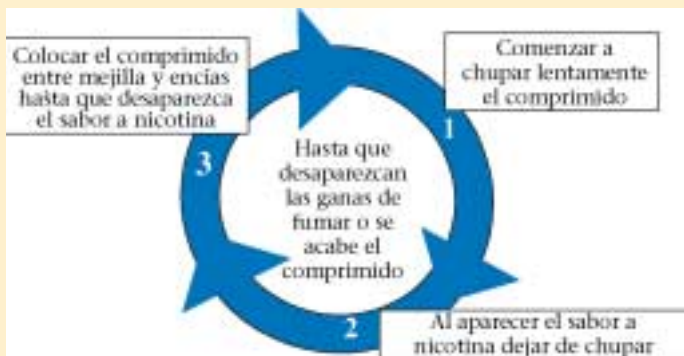 Comenzar a
chupar lentamente
el comprimido
1
Al aparecer el sabor a
nicotina dejar de chupar
2
Colocar el comprimido
entre mejilla y encías
hasta que desaparezca
el sabor a nicotina
3
Hasta que
desaparezcan
las ganas de
fumar o se
acabe el
comprimido